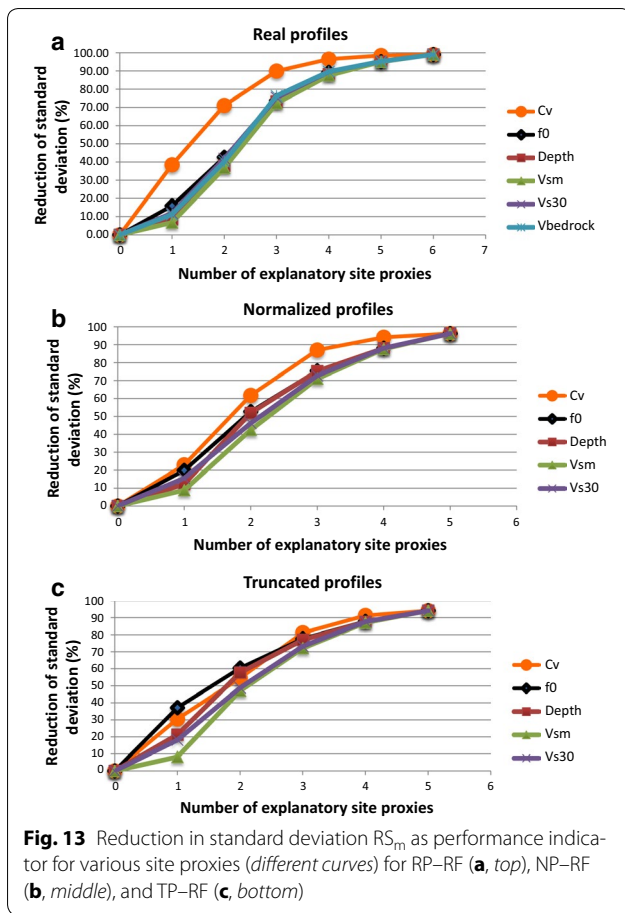 a
Real profiles
Reduction of standard
deviation (%)
100.00
90.00
80.00
70.00
60.00
50.00
40.00
30.00
20.00
10.00
0.00
0 1 2 3 4 5 6 7
Number of explanatory site proxies
Cv
f0
Depth
Vsm
Vs30
Vbedrock
b
Normalized profiles
Reduction of standard
deviation (%)
100
90
80
70
60
50
40
30
20
10
0
0 1 2 3 4 5 6
Number of explanatory site proxies
Cv
f0
Depth
Vsm
Vs30
c
Truncated profiles
Reduction of standard
deviation (%)
100
90
80
70
60
50
40
30
20
10
0
0 1 2 3 4 5 6
Number of explanatory site proxies
Cv
f0
Depth
Vsm
Vs30
Fig. 13 Reduction in standard deviation RSm as performance indica-
tor for various site proxies (different curves) for RP–RF (a, top), NP–RF
(b, middle), and TP–RF (c, bottom)